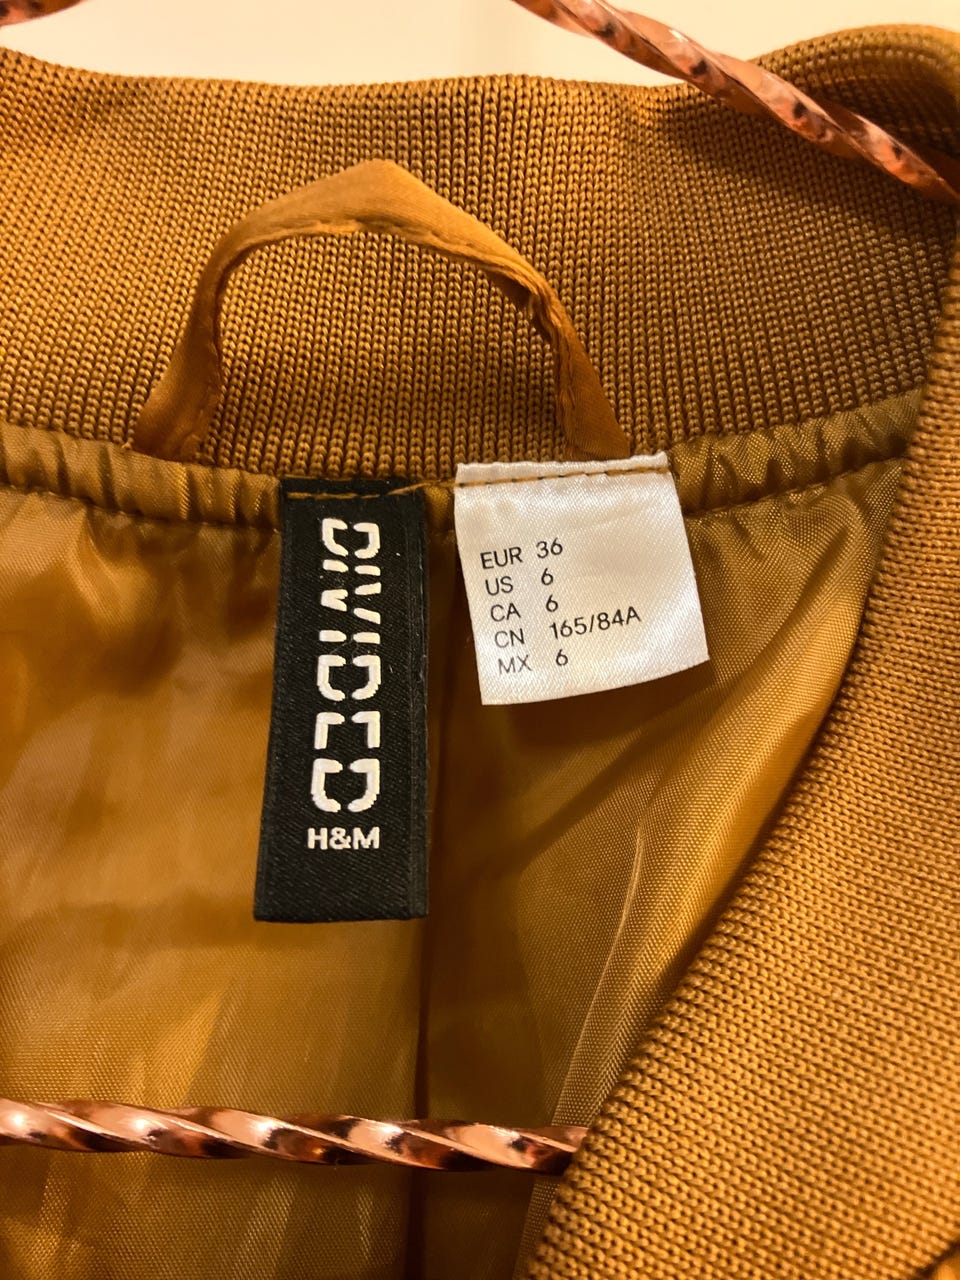 DIVIDED
H&M
EUR 36
US 6
CA 6
CN 165/84A
MX 6